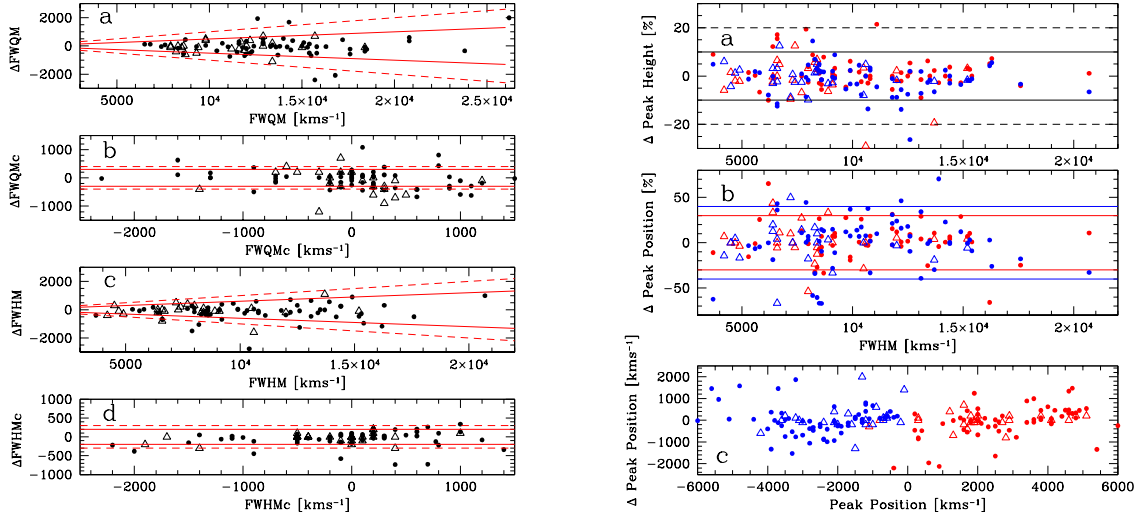 a
2000
0
−2000
ΔFWQM
5000
10⁴
1.5×10⁴
2×10⁴
2.5×10⁴
FWQM [kms⁻¹]
b
1000
0
−1000
ΔFWQMc
−2000
−1000
0
1000
FWQMc [kms⁻¹]
c
2000
0
−2000
ΔFWHM
5000
10⁴
1.5×10⁴
2×10⁴
FWHM [kms⁻¹]
d
1000
500
0
−500
−1000
ΔFWHMc
−2000
−1000
0
1000
FWHMc [kms⁻¹]
a
20
10
0
−10
−20
Δ Peak Height [%]
5000
10⁴
1.5×10⁴
2×10⁴
b
50
0
−50
Δ Peak Position [%]
5000
10⁴
1.5×10⁴
2×10⁴
FWHM [kms⁻¹]
c
2000
1000
0
−1000
−2000
Δ Peak Position [kms⁻¹]
−6000
−4000
−2000
0
2000
4000
6000
Peak Position [kms⁻¹]